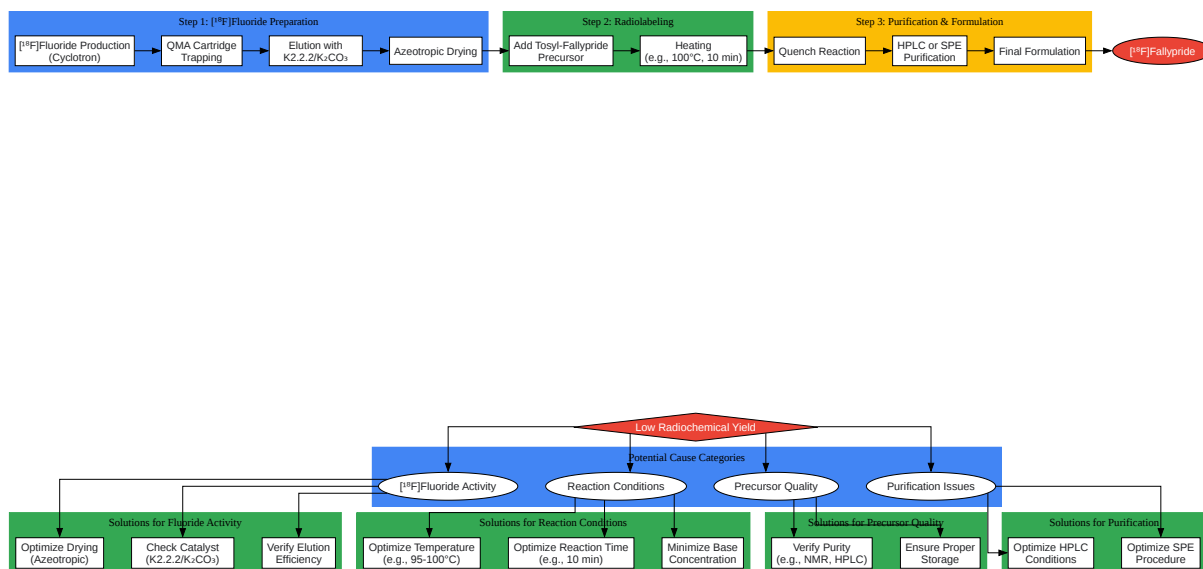 Step 1: [¹⁸F]Fluoride Preparation
[¹⁸F]Fluoride Production
(Cyclotron)
QMA Cartridge
Trapping
Elution with
K2.2.2/K₂CO₃
Azeotropic Drying
Step 2: Radiolabeling
Add Tosyl-Fallypride
Precursor
Heating
(e.g., 100°C, 10 min)
Step 3: Purification & Formulation
Quench Reaction
HPLC or SPE
Purification
Final Formulation
[¹⁸F]Fallypride
Low Radiochemical Yield
Potential Cause Categories
[¹⁸F]Fluoride Activity
Reaction Conditions
Precursor Quality
Purification Issues
Solutions for Fluoride Activity
Optimize Drying
(Azeotropic)
Check Catalyst
(K2.2.2/K₂CO₃)
Verify Elution
Efficiency
Solutions for Reaction Conditions
Optimize Temperature
(e.g., 95-100°C)
Optimize Reaction Time
(e.g., 10 min)
Minimize Base
Concentration
Solutions for Precursor Quality
Verify Purity
(e.g., NMR, HPLC)
Ensure Proper
Storage
Solutions for Purification
Optimize HPLC
Conditions
Optimize SPE
Procedure